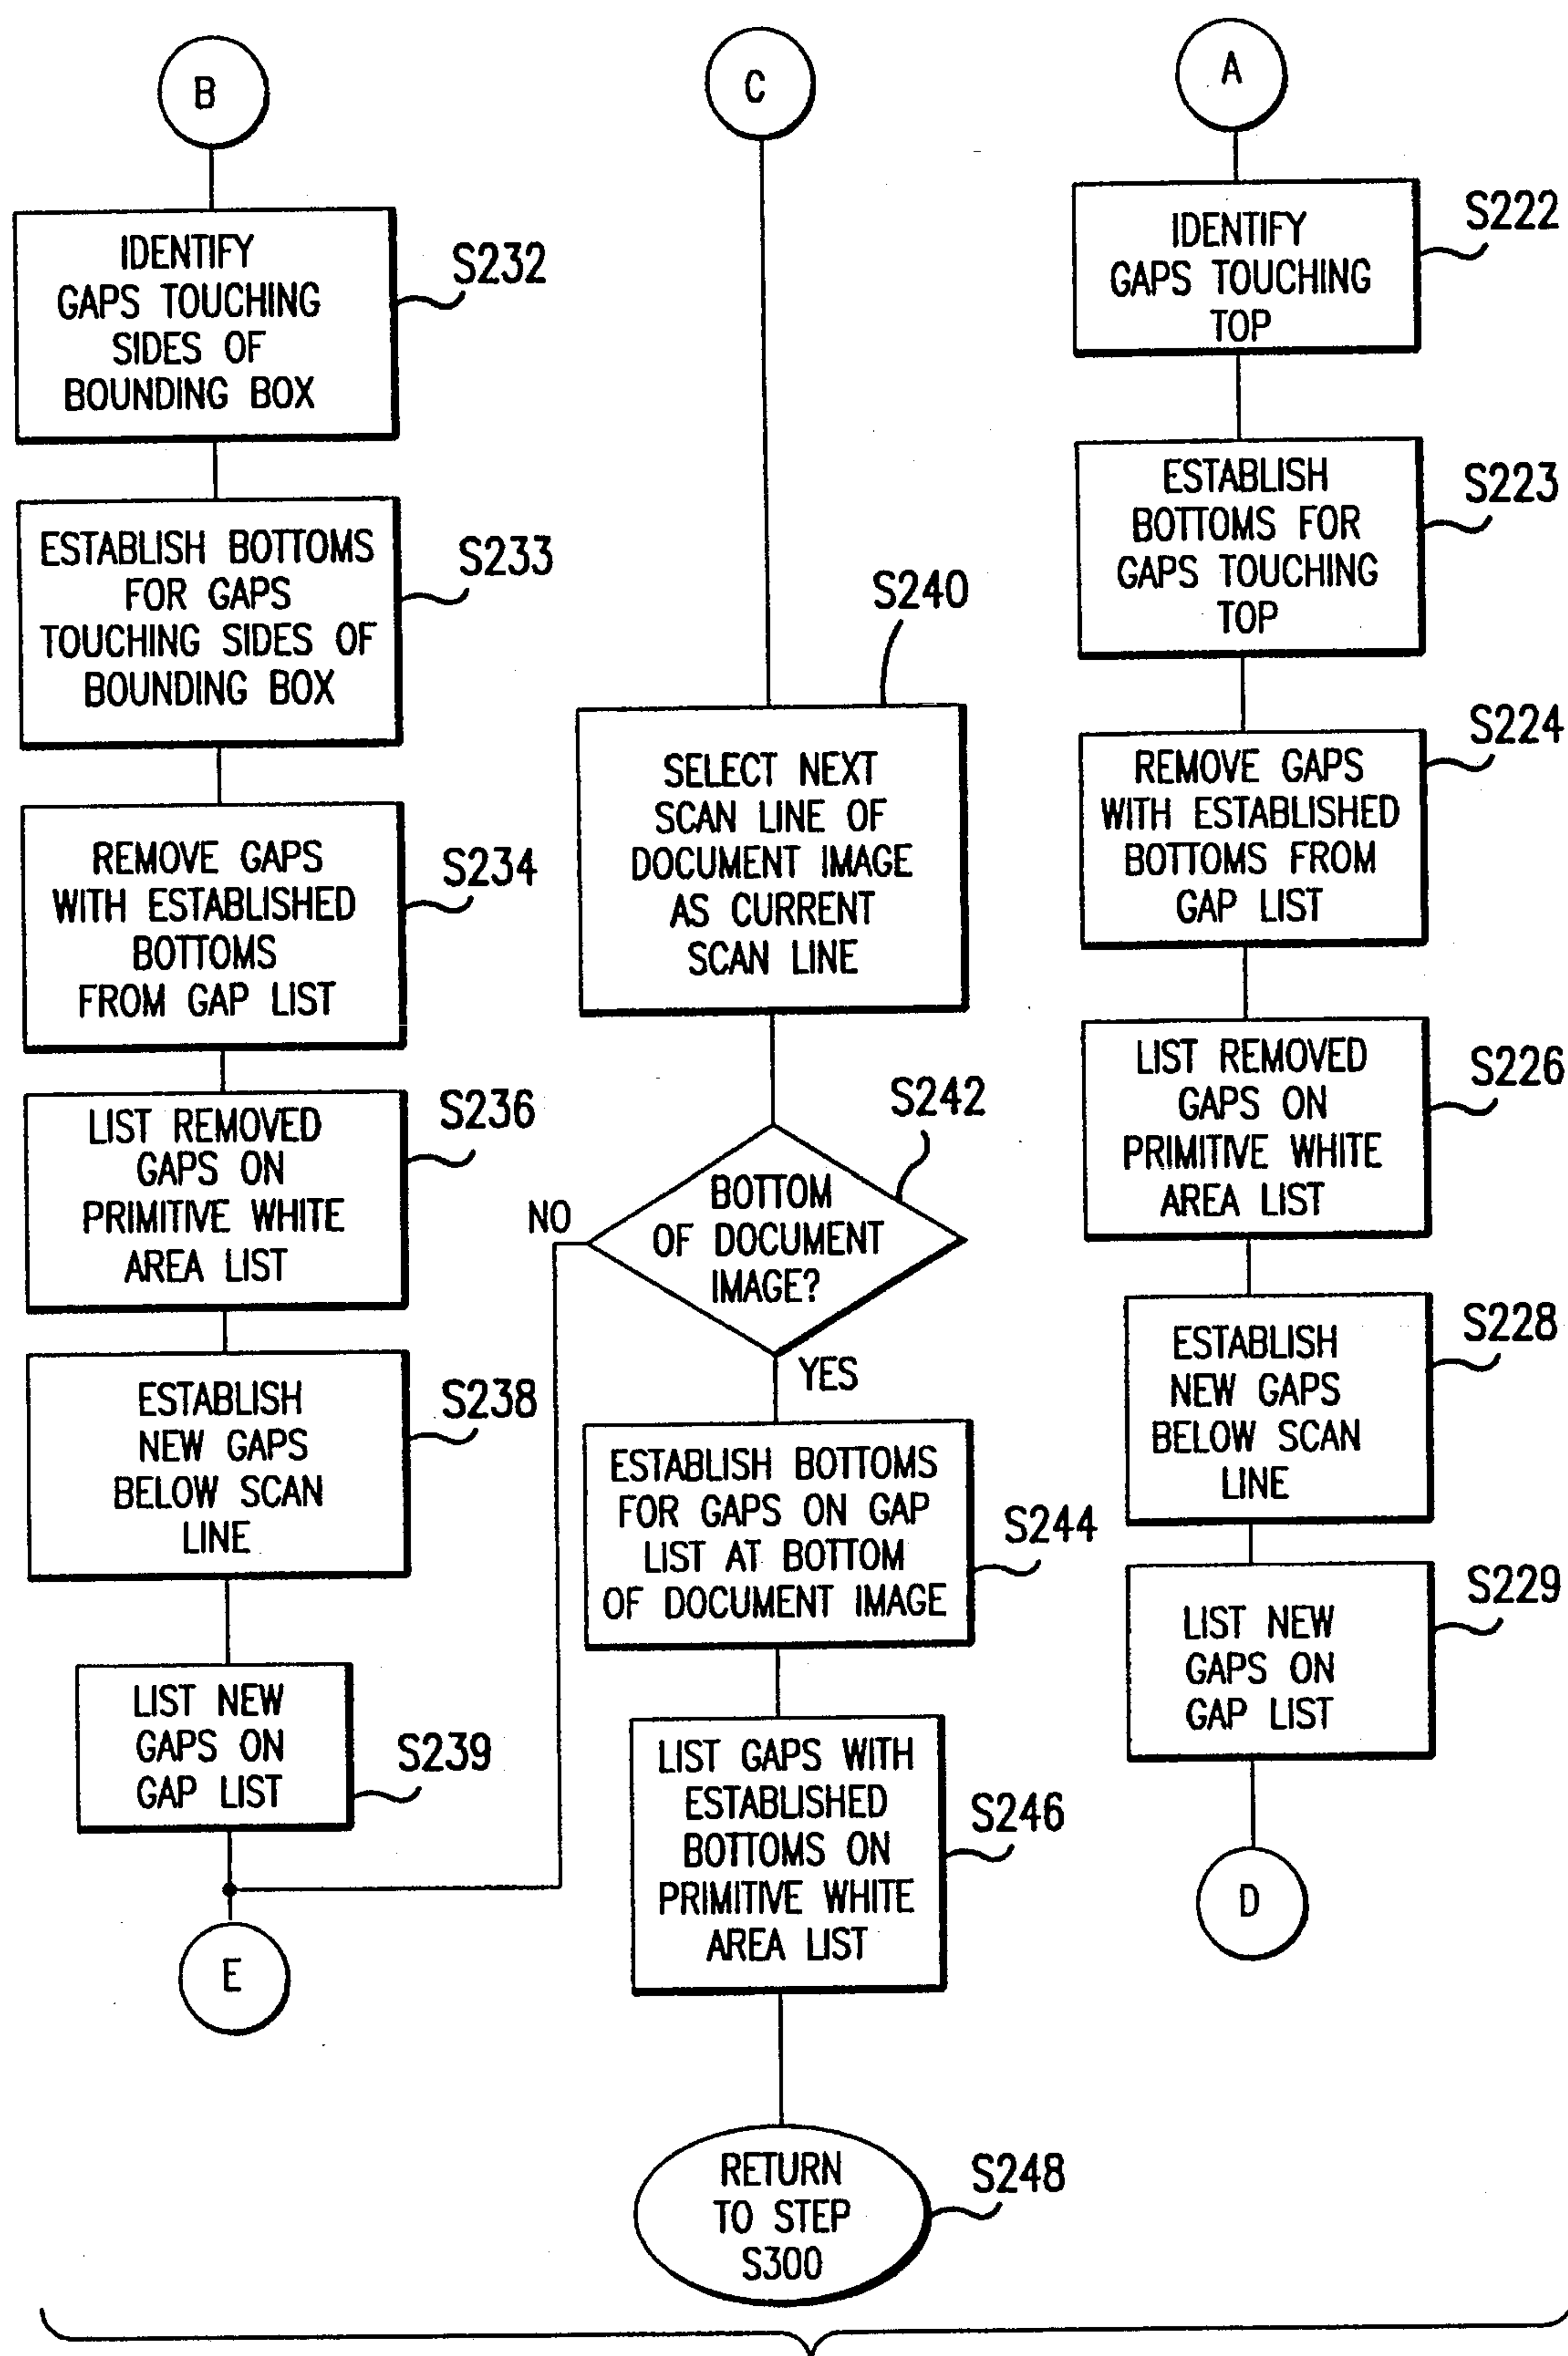 B
IDENTIFY
GAPS TOUCHING
SIDES OF
BOUNDING BOX
S232
ESTABLISH BOTTOMS
FOR GAPS
TOUCHING SIDES OF
BOUNDING BOX
S233
REMOVE GAPS
WITH ESTABLISHED
BOTTOMS
FROM GAP LIST
S234
LIST REMOVED
GAPS ON
PRIMITIVE WHITE
AREA LIST
S236
ESTABLISH
NEW GAPS
BELOW SCAN
LINE
S238
LIST NEW
GAPS ON
GAP LIST
S239
E
C
S240
SELECT NEXT
SCAN LINE OF
DOCUMENT IMAGE
AS CURRENT
SCAN LINE
S242
BOTTOM
OF DOCUMENT
IMAGE?
NO
YES
ESTABLISH BOTTOMS
FOR GAPS ON GAP
LIST AT BOTTOM
OF DOCUMENT IMAGE
S244
LIST GAPS WITH
ESTABLISHED
BOTTOMS ON
PRIMITIVE WHITE
AREA LIST
S246
RETURN
TO STEP
S300
S248
A
IDENTIFY
GAPS TOUCHING
TOP
S222
ESTABLISH
BOTTOMS FOR
GAPS TOUCHING
TOP
S223
REMOVE GAPS
WITH ESTABLISHED
BOTTOMS FROM
GAP LIST
S224
LIST REMOVED
GAPS ON
PRIMITIVE WHITE
AREA LIST
S226
ESTABLISH
NEW GAPS
BELOW SCAN
LINE
S228
LIST NEW
GAPS ON
GAP LIST
S229
D